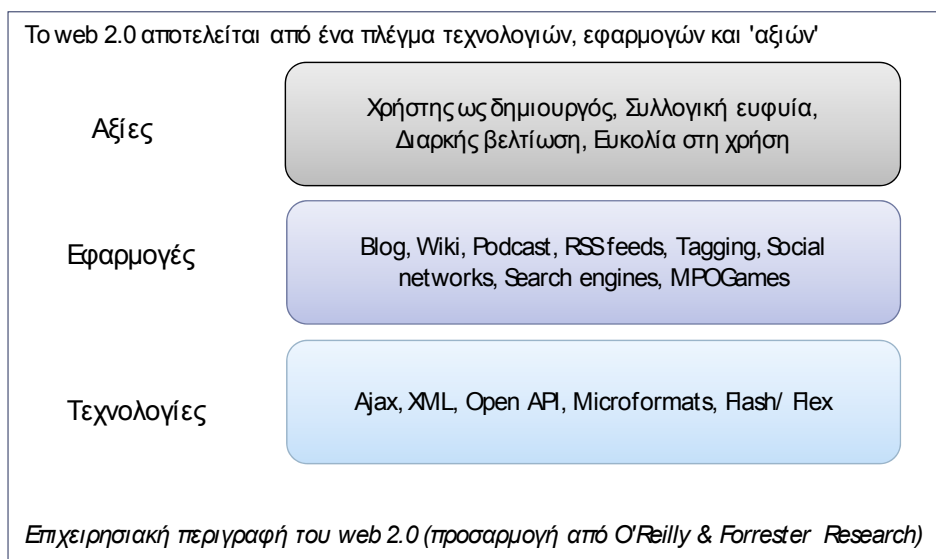 Το web 2.0 αποτελείται από ένα πλέγμα τεχνολογιών, εφαρμογών και 'αξιών'
Αξίες
Χρήστης ως δημιουργός, Συλλογική ευφυία,
Διαρκής βελτίωση, Ευκολία στη χρήση
Εφαρμογές
Blog, Wiki, Podcast, RSS feeds, Tagging, Social
networks, Search engines, MPOGames
Τεχνολογίες
Ajax, XML, Open API, Microformats, Flash/ Flex
Επιχειρησιακή περιγραφή του web 2.0 (προσαρμογή από O'Reilly & Forrester Research)